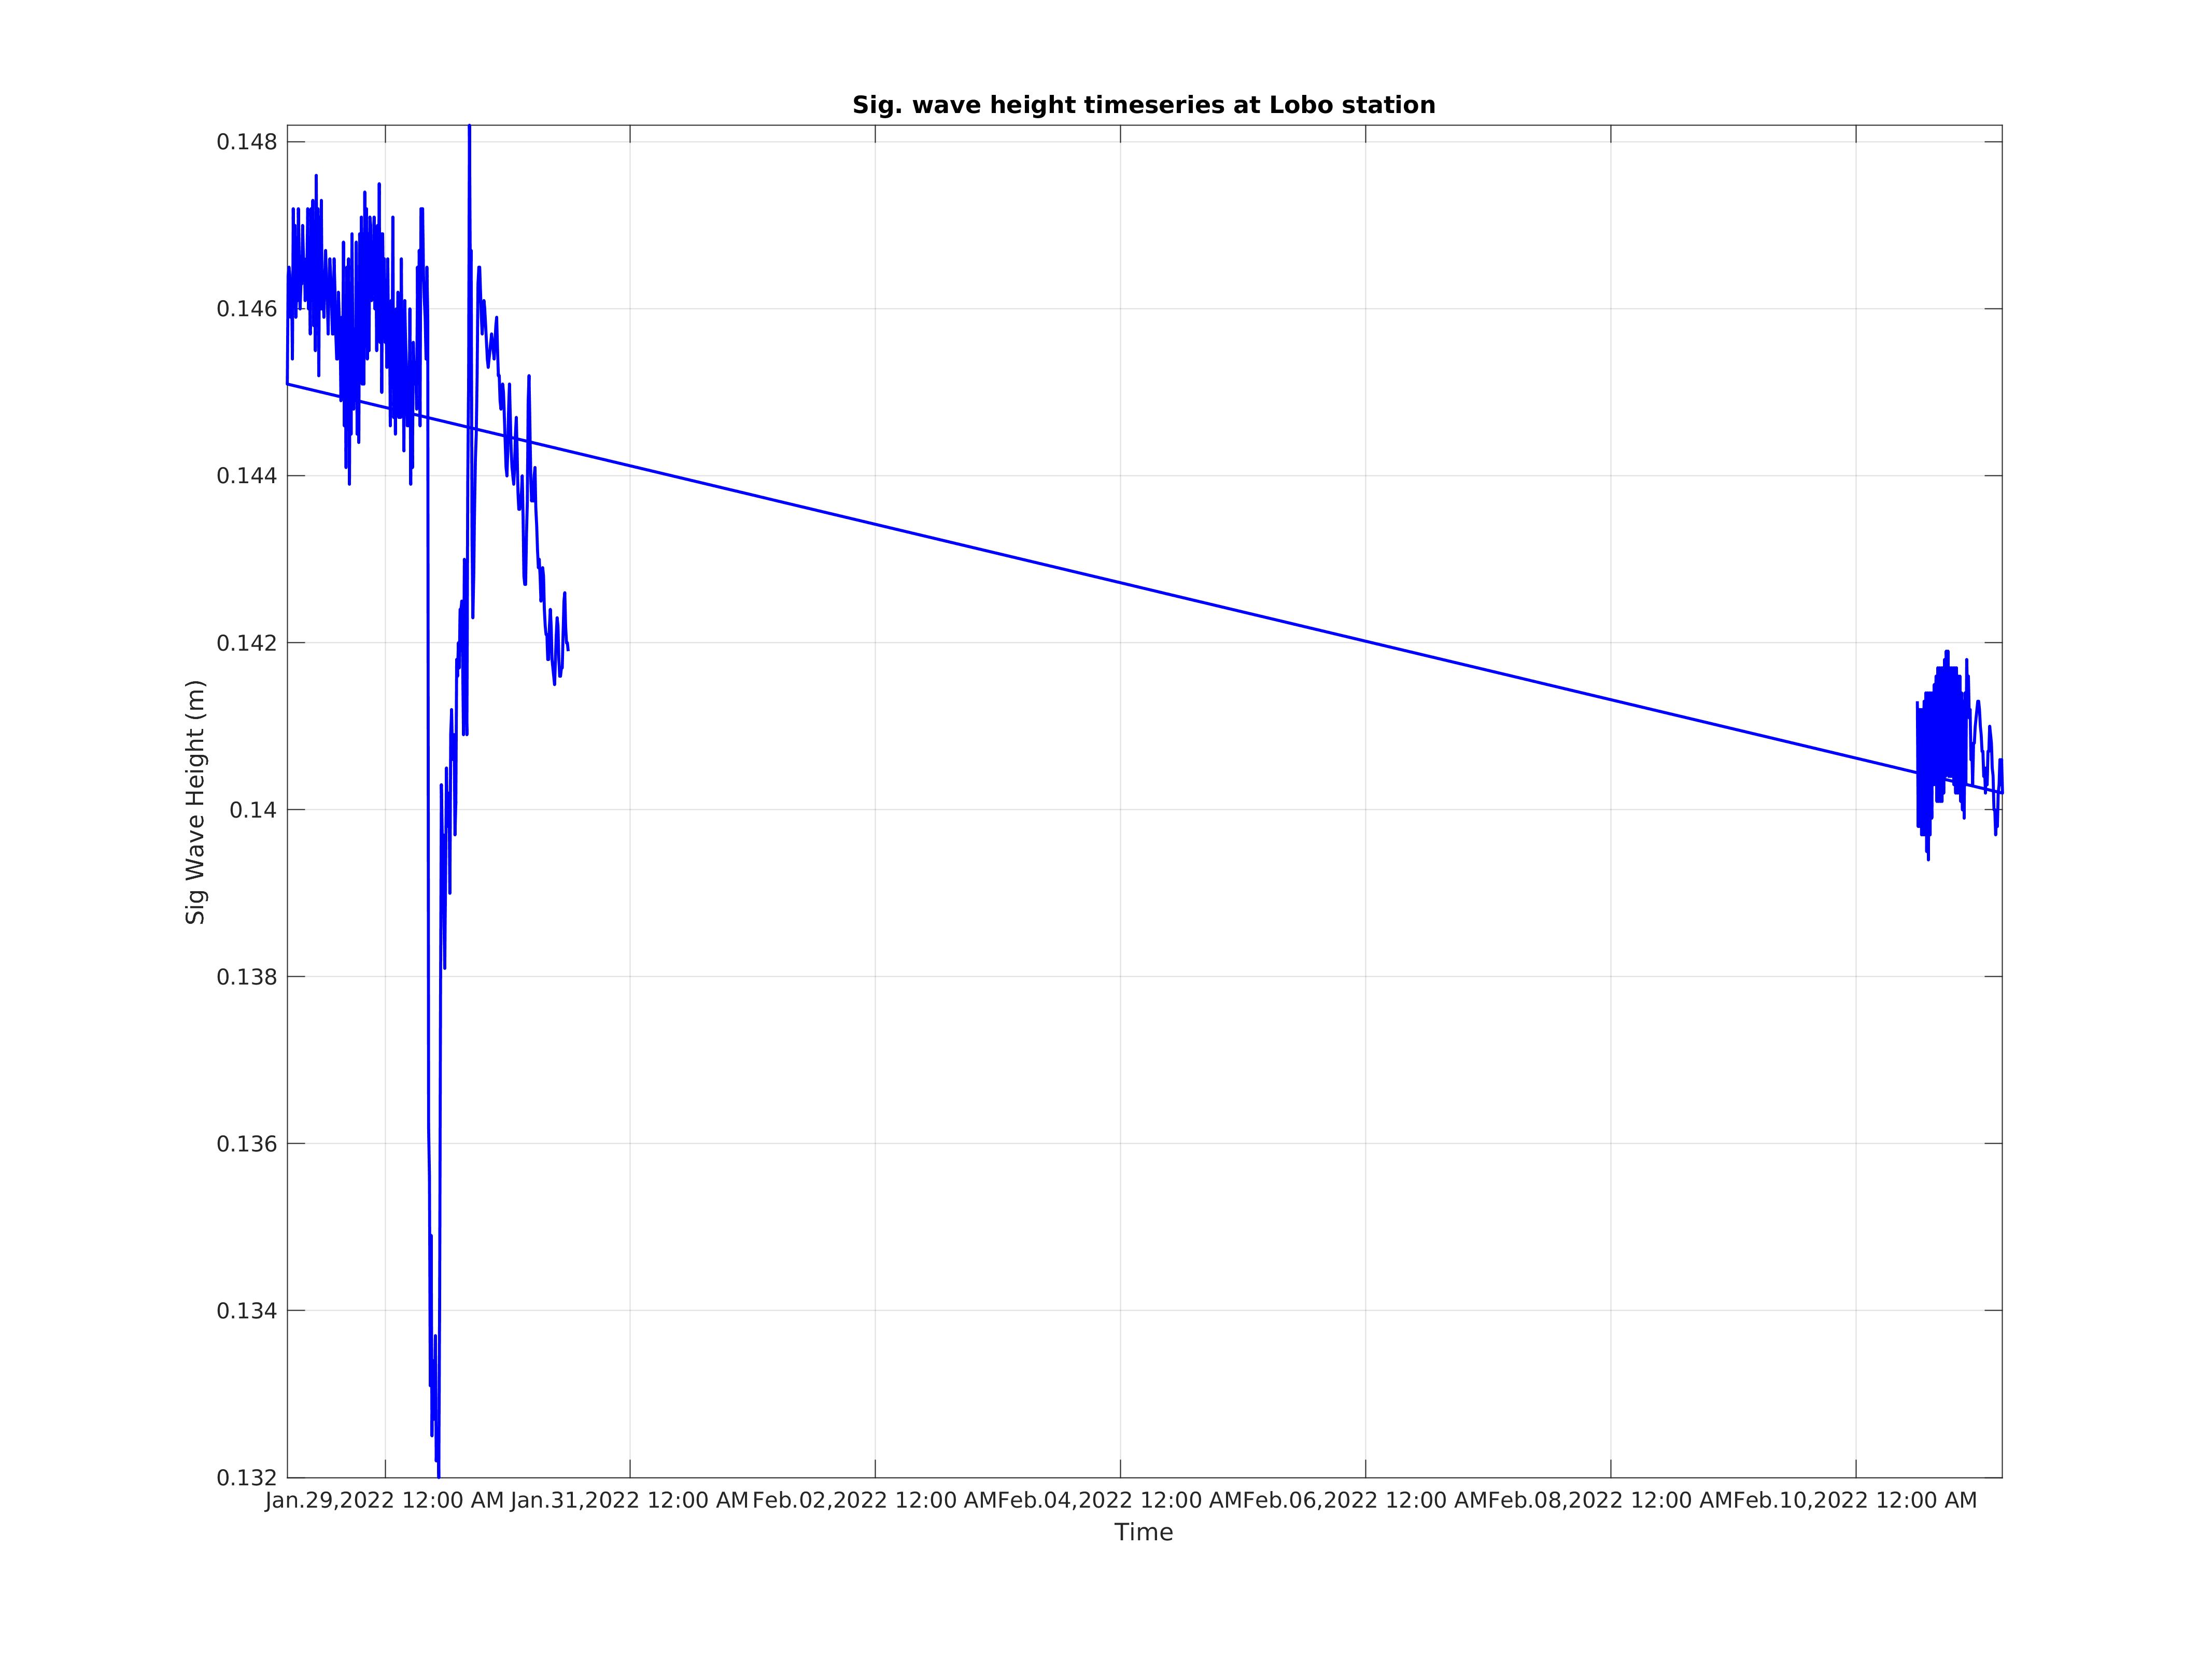 Sig. wave height timeseries at Lobo station
0.148
0.146
0.144
0.142
0.14
0.138
0.136
0.134
0.132
Sig Wave Height (m)
Jan.29,2022 12:00 AM Jan.31,2022 12:00 AM Feb.02,2022 12:00 AM Feb.04,2022 12:00 AM Feb.06,2022 12:00 AM Feb.08,2022 12:00 AM Feb.10,2022 12:00 AM
Time